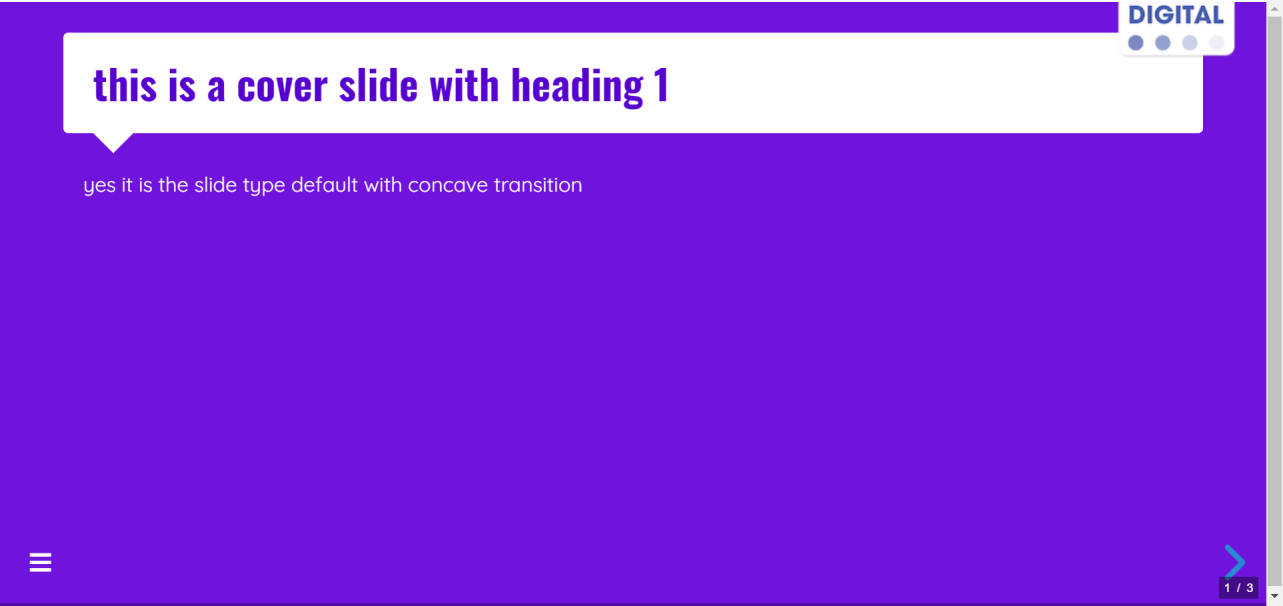 DIGITAL
this is a cover slide with heading 1
yes it is the slide type default with concave transition
1 / 3